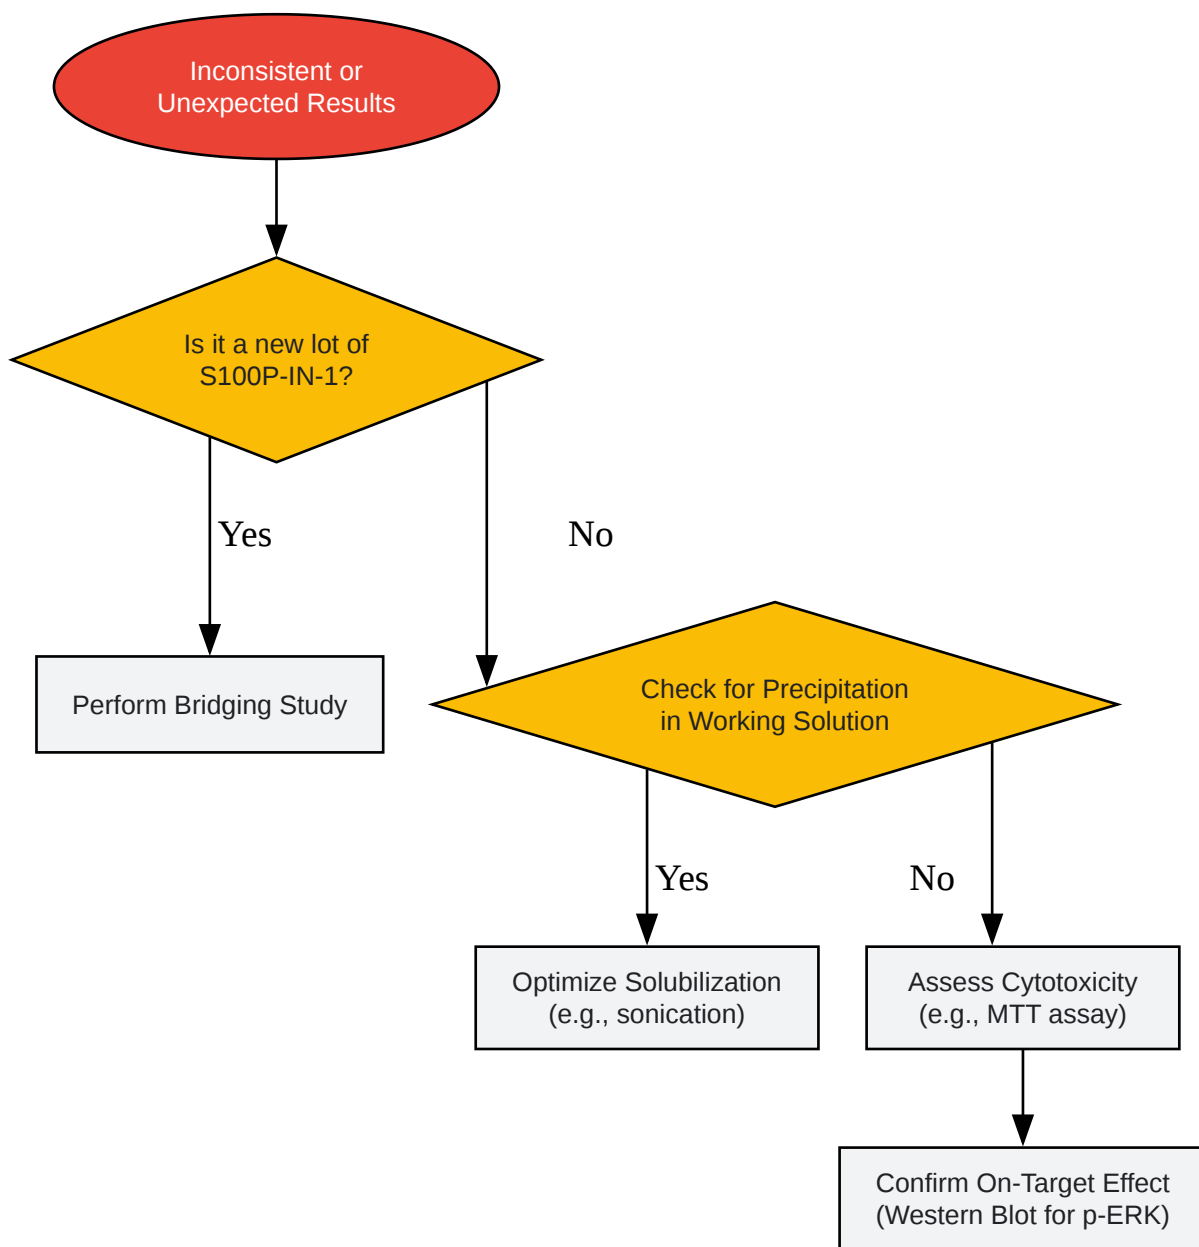 Inconsistent or
Unexpected Results
Is it a new lot of
S100P-IN-1?
Yes
No
Perform Bridging Study
Check for Precipitation
in Working Solution
Yes
No
Optimize Solubilization
(e.g., sonication)
Assess Cytotoxicity
(e.g., MTT assay)
Confirm On-Target Effect
(Western Blot for p-ERK)